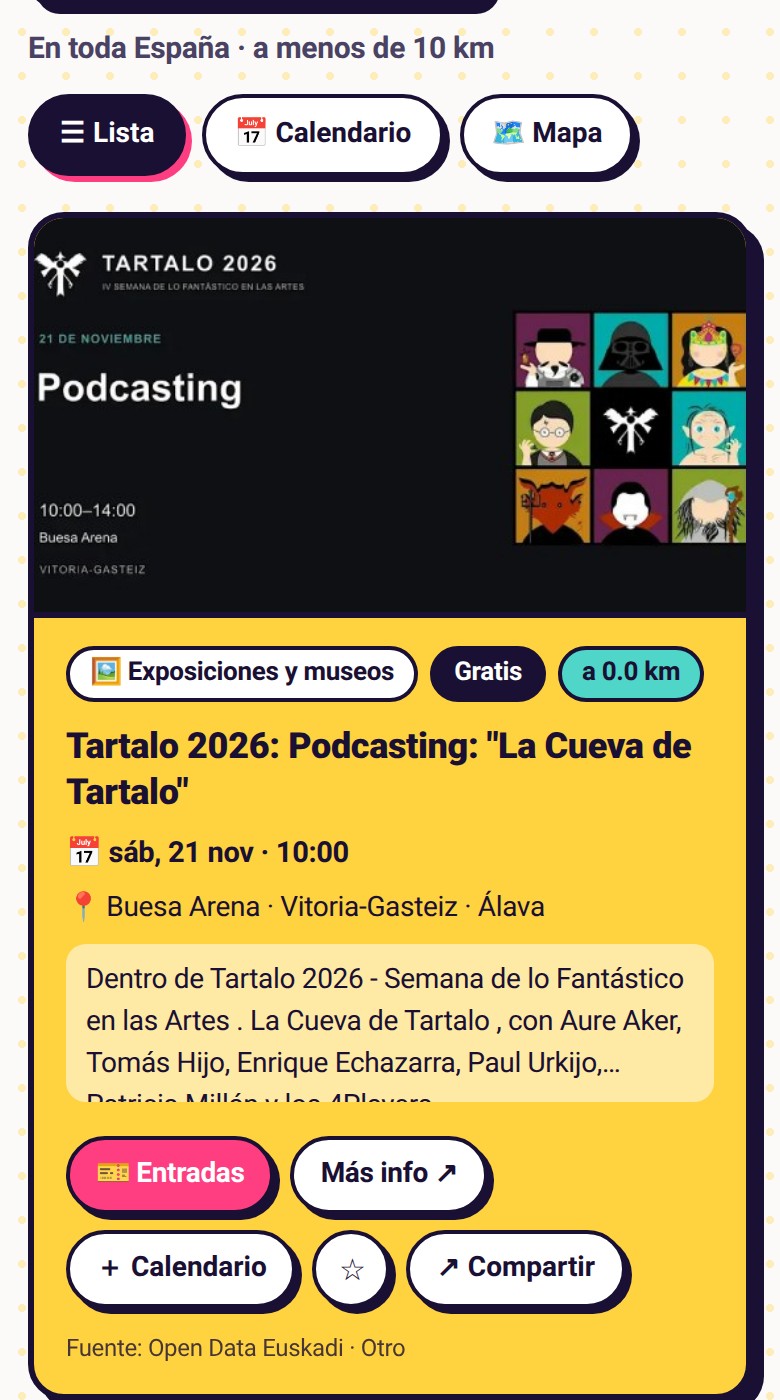 En toda España · a menos de 10 km
☰ Lista
📅 Calendario
🗺️ Mapa
TARTALO 2026
IV SEMANA DE LO FANTÁSTICO EN LAS ARTES
21 DE NOVIEMBRE
Podcasting
10:00–14:00
Buesa Arena
VITORIA-GASTEIZ
🖼️ Exposiciones y museos
Gratis
a 0.0 km
Tartalo 2026: Podcasting: "La Cueva de
Tartalo"
📅 sáb, 21 nov · 10:00
📍 Buesa Arena · Vitoria-Gasteiz · Álava
Dentro de Tartalo 2026 - Semana de lo Fantástico
en las Artes . La Cueva de Tartalo , con Aure Aker,
Tomás Hijo, Enrique Echazarra, Paul Urkijo,...
Patricia Millán y los 4Players
🎫 Entradas
Más info ↗
+ Calendario
☆
↗ Compartir
Fuente: Open Data Euskadi · Otro